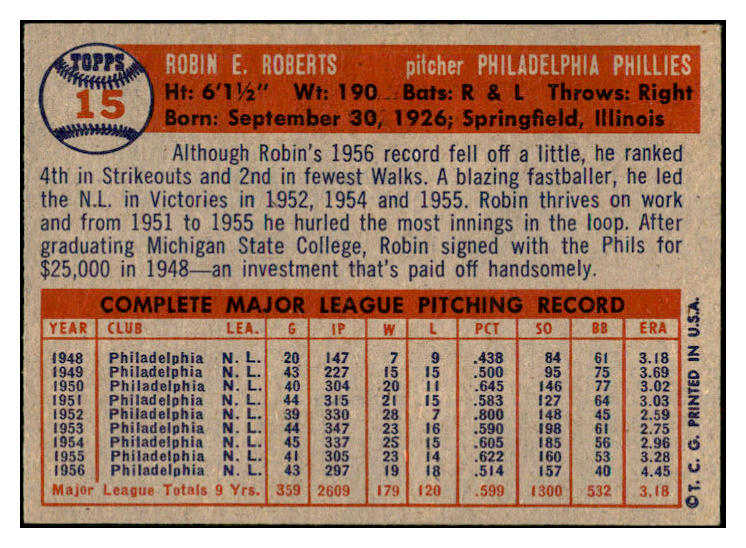 TOPPS
15
ROBIN E. ROBERTS pitcher PHILADELPHIA PHILLIES
Ht: 6'1½" Wt: 190 Bats: R & L Throws: Right
Born: September 30, 1926; Springfield, Illinois
Although Robin's 1956 record fell off a little, he ranked
4th in Strikeouts and 2nd in fewest Walks. A blazing fastballer, he led
the N.L. in Victories in 1952, 1954 and 1955. Robin thrives on work
and from 1951 to 1955 he hurled the most innings in the loop. After
graduating Michigan State College, Robin signed with the Phils for
$25,000 in 1948—an investment that's paid off handsomely.
COMPLETE MAJOR LEAGUE PITCHING RECORD
YEAR CLUB LEA. G IP W L PCT SO BB ERA
1948 Philadelphia N. L. 20 147 7 9 .438 84 61 3.18
1949 Philadelphia N. L. 43 227 15 15 .500 95 75 3.69
1950 Philadelphia N. L. 40 304 20 11 .645 146 77 3.02
1951 Philadelphia N. L. 44 315 21 15 .583 127 64 3.03
1952 Philadelphia N. L. 39 330 28 7 .800 148 45 2.59
1953 Philadelphia N. L. 44 347 23 16 .590 198 61 2.75
1954 Philadelphia N. L. 45 337 25 15 .605 185 56 2.96
1955 Philadelphia N. L. 41 305 23 14 .622 160 53 3.28
1956 Philadelphia N. L. 43 297 19 18 .514 157 40 4.45
Major League Totals 9 Yrs. 359 2609 179 120 .599 1300 532 3.18
© T. C. G. PRINTED IN U.S.A.